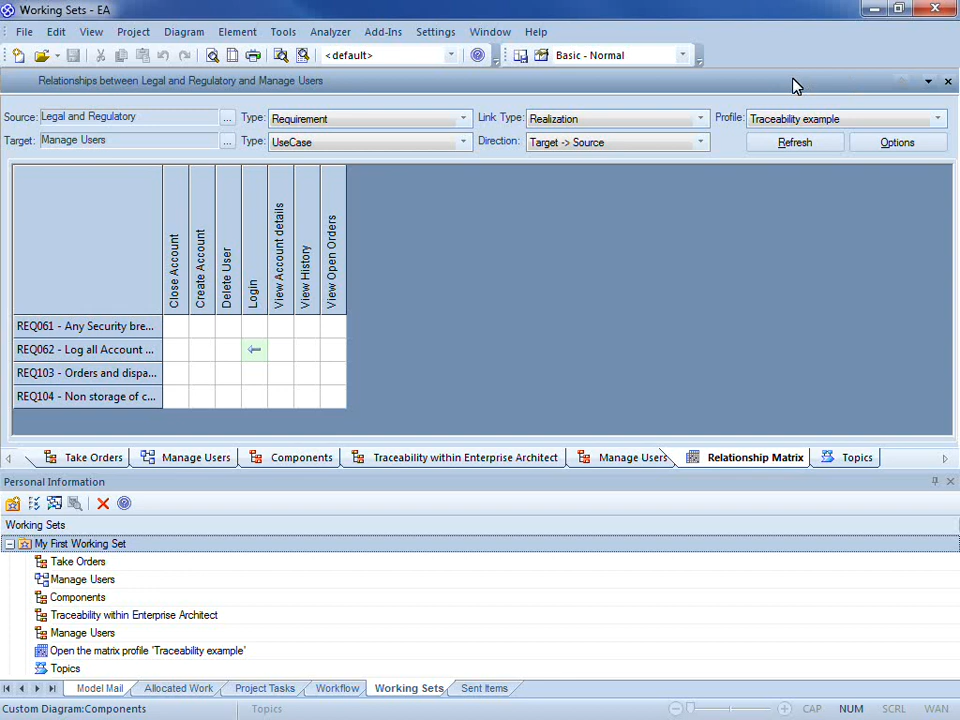 Working Sets - EA
File Edit View Project Diagram Element Tools Analyzer Add-Ins Settings Window Help
<default> Basic - Normal
Relationships between Legal and Regulatory and Manage Users
Source: Legal and Regulatory ... Type: Requirement Link Type: Realization Profile: Traceability example
Target: Manage Users ... Type: UseCase Direction: Target -> Source Refresh Options
Close Account
Create Account
Delete User
Login
View Account details
View History
View Open Orders
REQ061 - Any Security bre...
REQ062 - Log all Account ...
REQ103 - Orders and dispa...
REQ104 - Non storage of c...
Take Orders Manage Users Components Traceability within Enterprise Architect Manage Users Relationship Matrix Topics
Personal Information
Working Sets
My First Working Set
Take Orders
Manage Users
Components
Traceability within Enterprise Architect
Manage Users
Open the matrix profile 'Traceability example'
Topics
Model Mail Allocated Work Project Tasks Workflow Working Sets Sent Items
Custom Diagram:Components Topics CAP NUM SCRL WAN